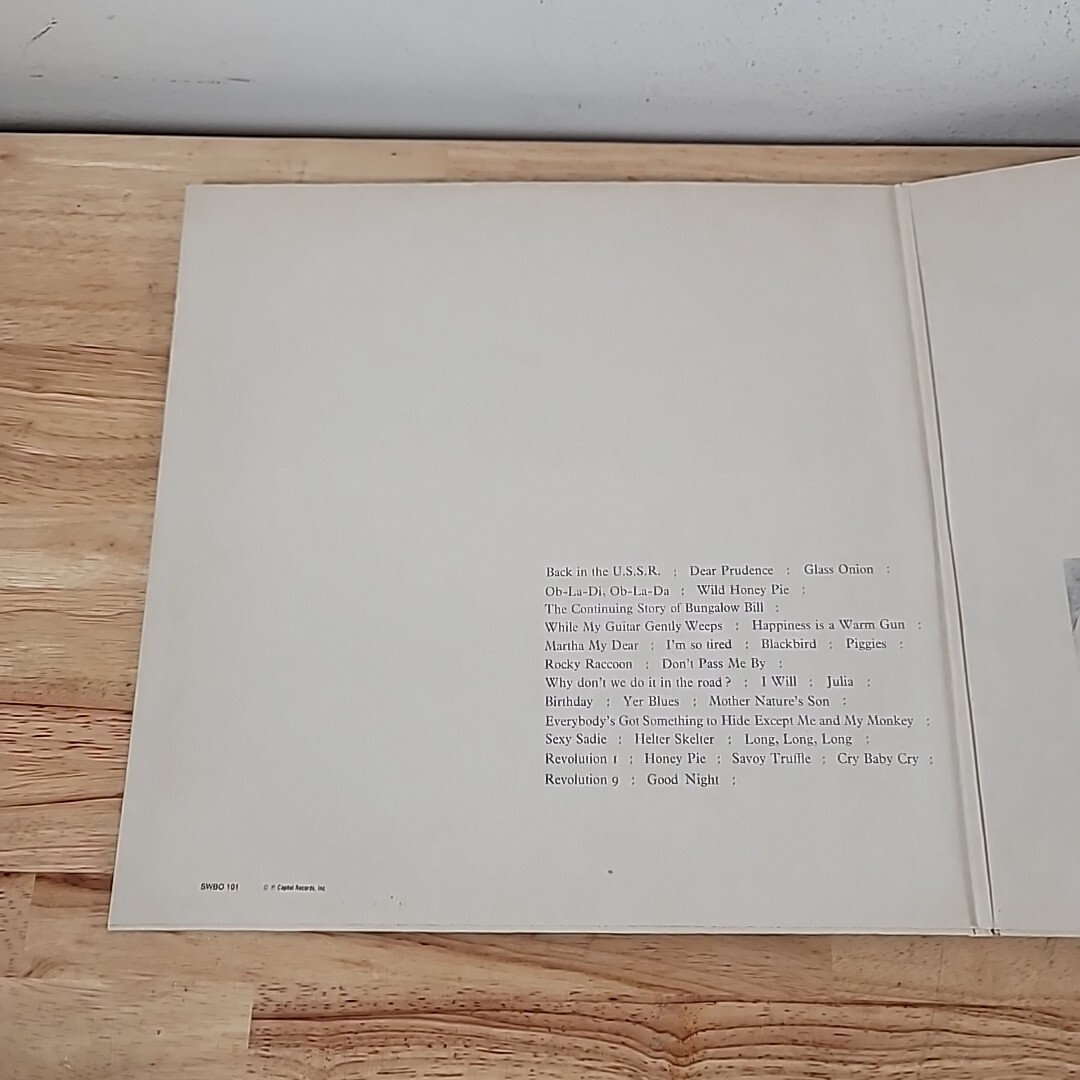 Back in the U.S.S.R. : Dear Prudence : Glass Onion :
Ob-La-Di, Ob-La-Da : Wild Honey Pie :
The Continuing Story of Bungalow Bill :
While My Guitar Gently Weeps : Happiness is a Warm Gun :
Martha My Dear : I'm so tired : Blackbird : Piggies :
Rocky Raccoon : Don't Pass Me By :
Why don't we do it in the road? : I Will : Julia :
Birthday : Yer Blues : Mother Nature's Son :
Everybody's Got Something to Hide Except Me and My Monkey :
Sexy Sadie : Helter Skelter : Long, Long, Long :
Revolution 1 : Honey Pie : Savoy Truffle : Cry Baby Cry :
Revolution 9 : Good Night :
SWBO 101 © ℗ Capitol Records, Inc